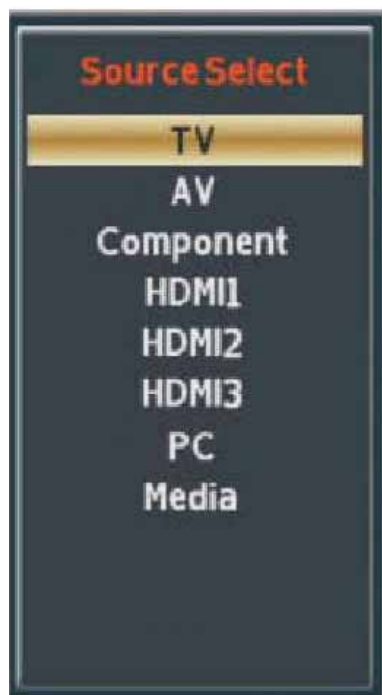 Source Select
TV
AV
Component
HDMI1
HDMI2
HDMI3
PC
Media